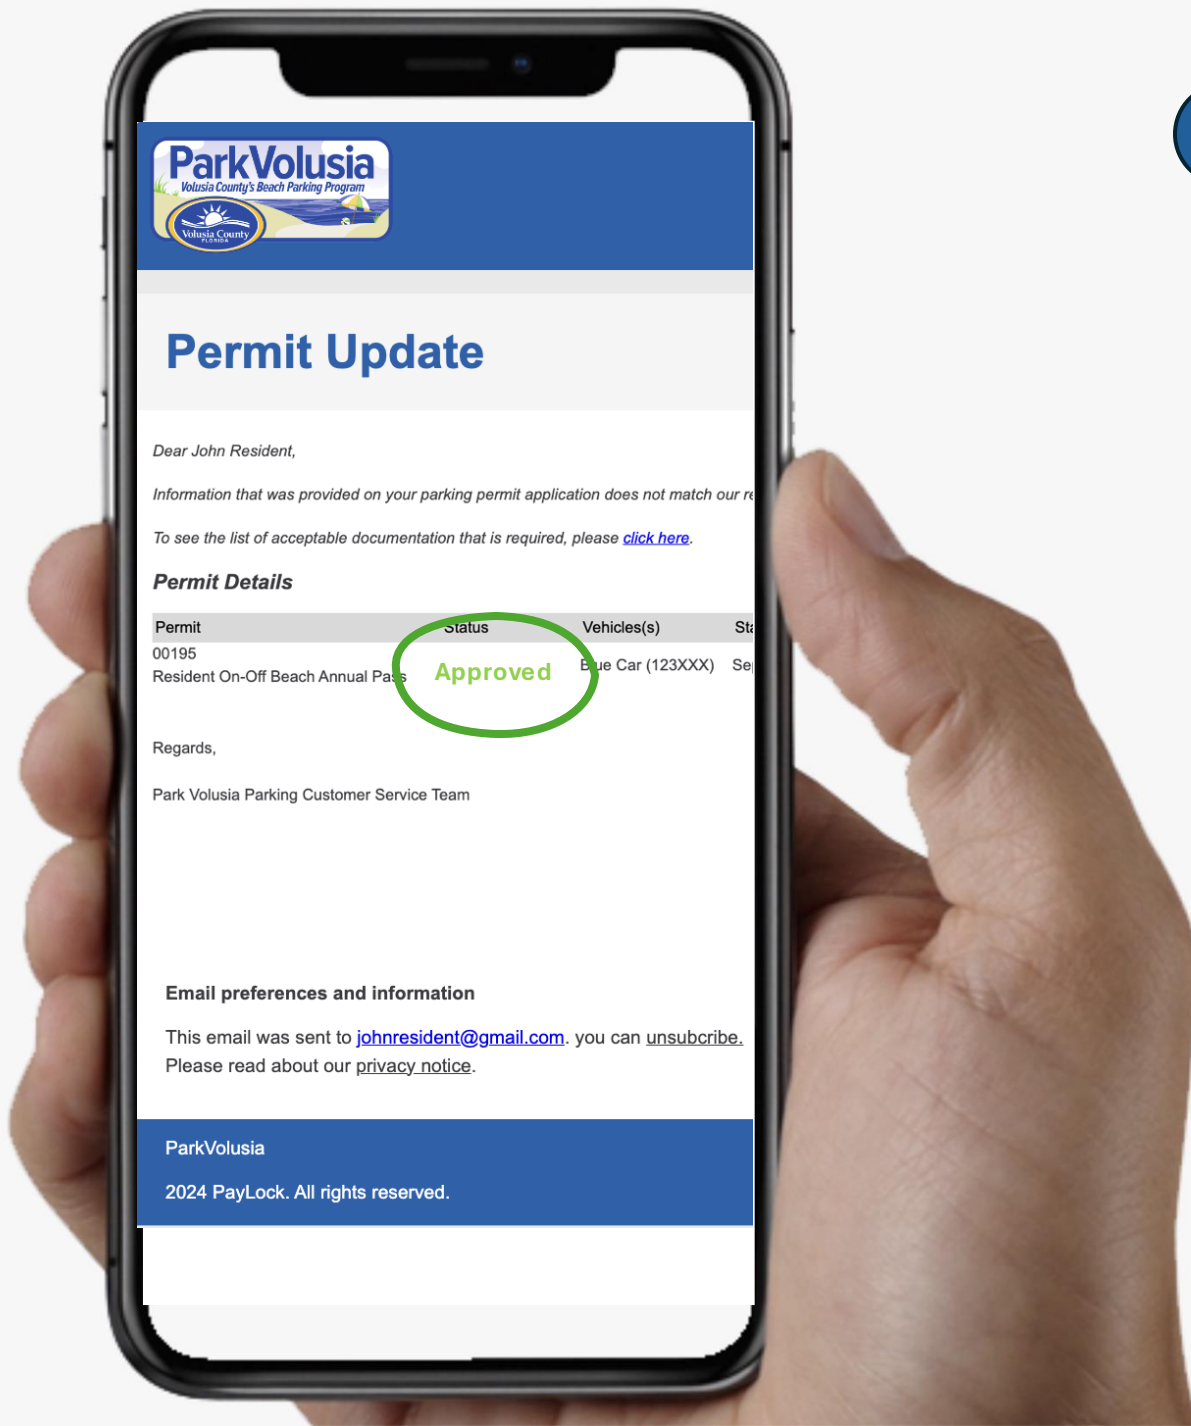 ParkVolusia
Volusia County's Beach Parking Program
Volusia County
FLORIDA
Permit Update
Dear John Resident,
Information that was provided on your parking permit application does not match our
To see the list of acceptable documentation that is required, please click here.
Permit Details
Permit Status Vehicles(s)
00195
Resident On-Off Beach Annual Pass Approved Blue Car (123XXX)
Regards,
Park Volusia Parking Customer Service Team
Email preferences and information
This email was sent to johnresident@gmail.com. you can unsubcribe.
Please read about our privacy notice.
ParkVolusia
2024 PayLock. All rights reserved.